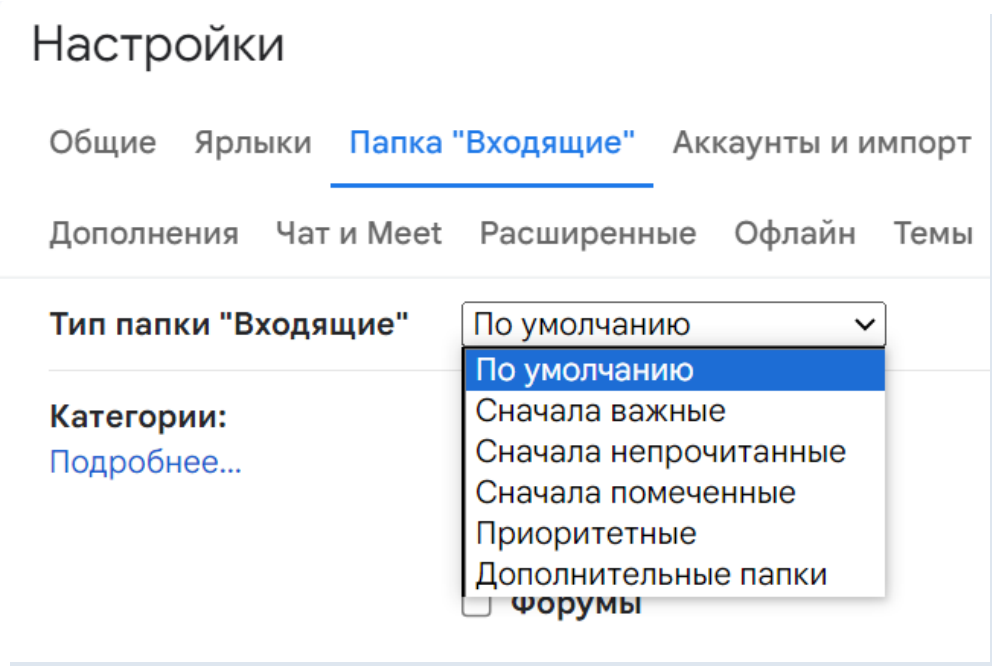 Настройки
Общие Ярлыки Папка "Входящие" Аккаунты и импорт
Дополнения Чат и Meet Расширенные Офлайн Темы
Тип папки "Входящие" По умолчанию
По умолчанию
Категории:
Сначала важные
Подробнее...
Сначала непрочитанные
Сначала помеченные
Приоритетные
Дополнительные папки
Форумы